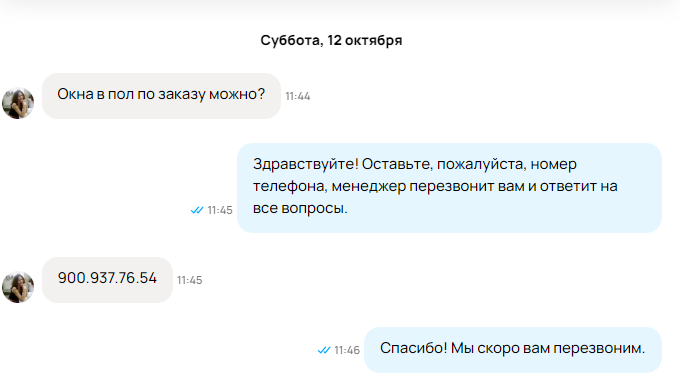 Суббота, 12 октября
Окна в пол по заказу можно?
11:44
Здравствуйте! Оставьте, пожалуйста, номер
телефона, менеджер перезвонит вам и ответит на
все вопросы.
11:45
900.937.76.54
11:45
Спасибо! Мы скоро вам перезвоним.
11:46